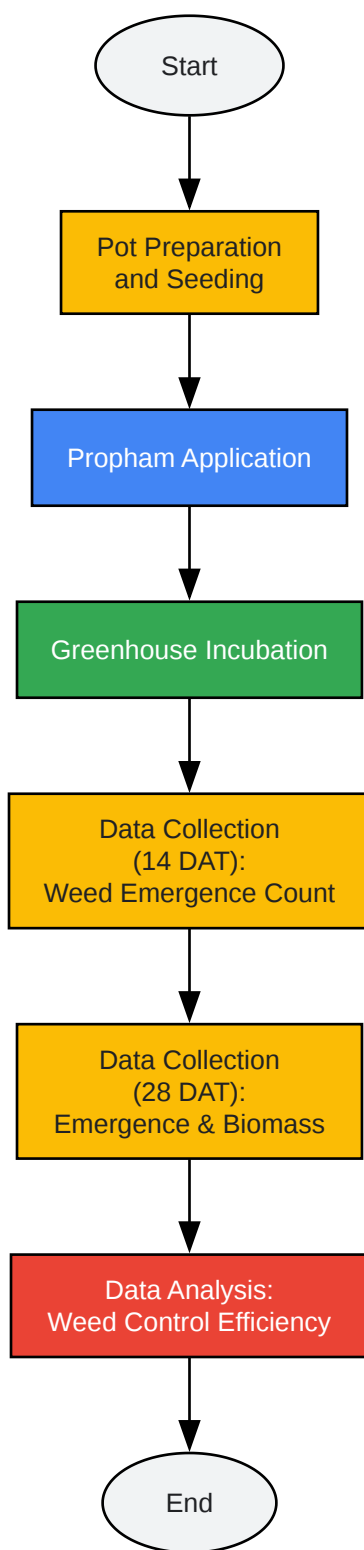 Start
Pot Preparation
and Seeding
Propham Application
Greenhouse Incubation
Data Collection
(14 DAT):
Weed Emergence Count
Data Collection
(28 DAT):
Emergence & Biomass
Data Analysis:
Weed Control Efficiency
End